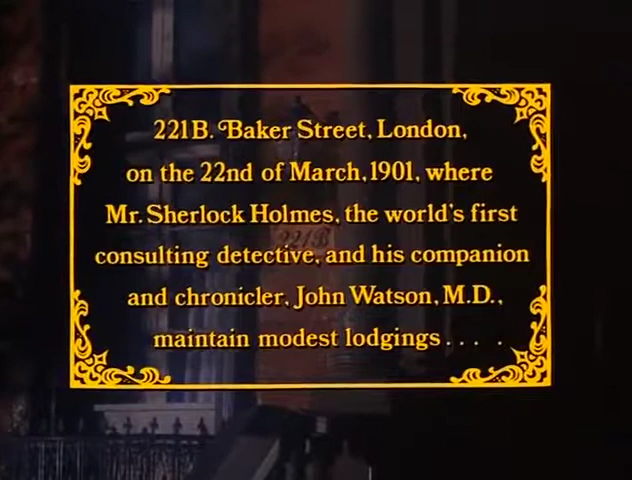 221B. Baker Street, London,
on the 22nd of March, 1901, where
Mr. Sherlock Holmes, the world's first
221B
consulting detective, and his companion
and chronicler, John Watson, M.D.,
maintain modest lodgings . . . .